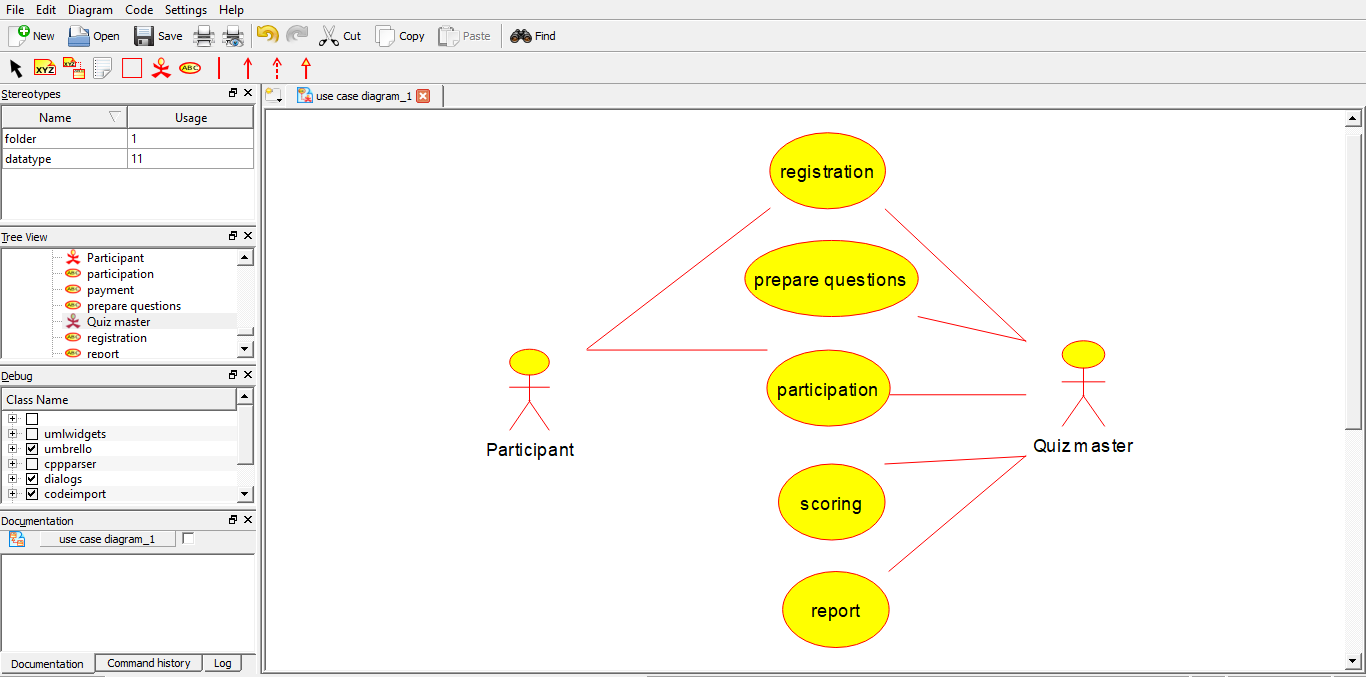 File Edit Diagram Code Settings Help
New Open Save Cut Copy Paste Find
XYZ XYZ ABC
Stereotypes
Name Usage
folder 1
datatype 11
Tree View
Participant
participation
payment
prepare questions
Quiz master
registration
report
Debug
Class Name
umlwidgets
umbrello
cppparser
dialogs
codeimport
Documentation
use case diagram_1
Documentation Command history Log
use case diagram_1
registration
prepare questions
participation
Participant
Quiz master
scoring
report